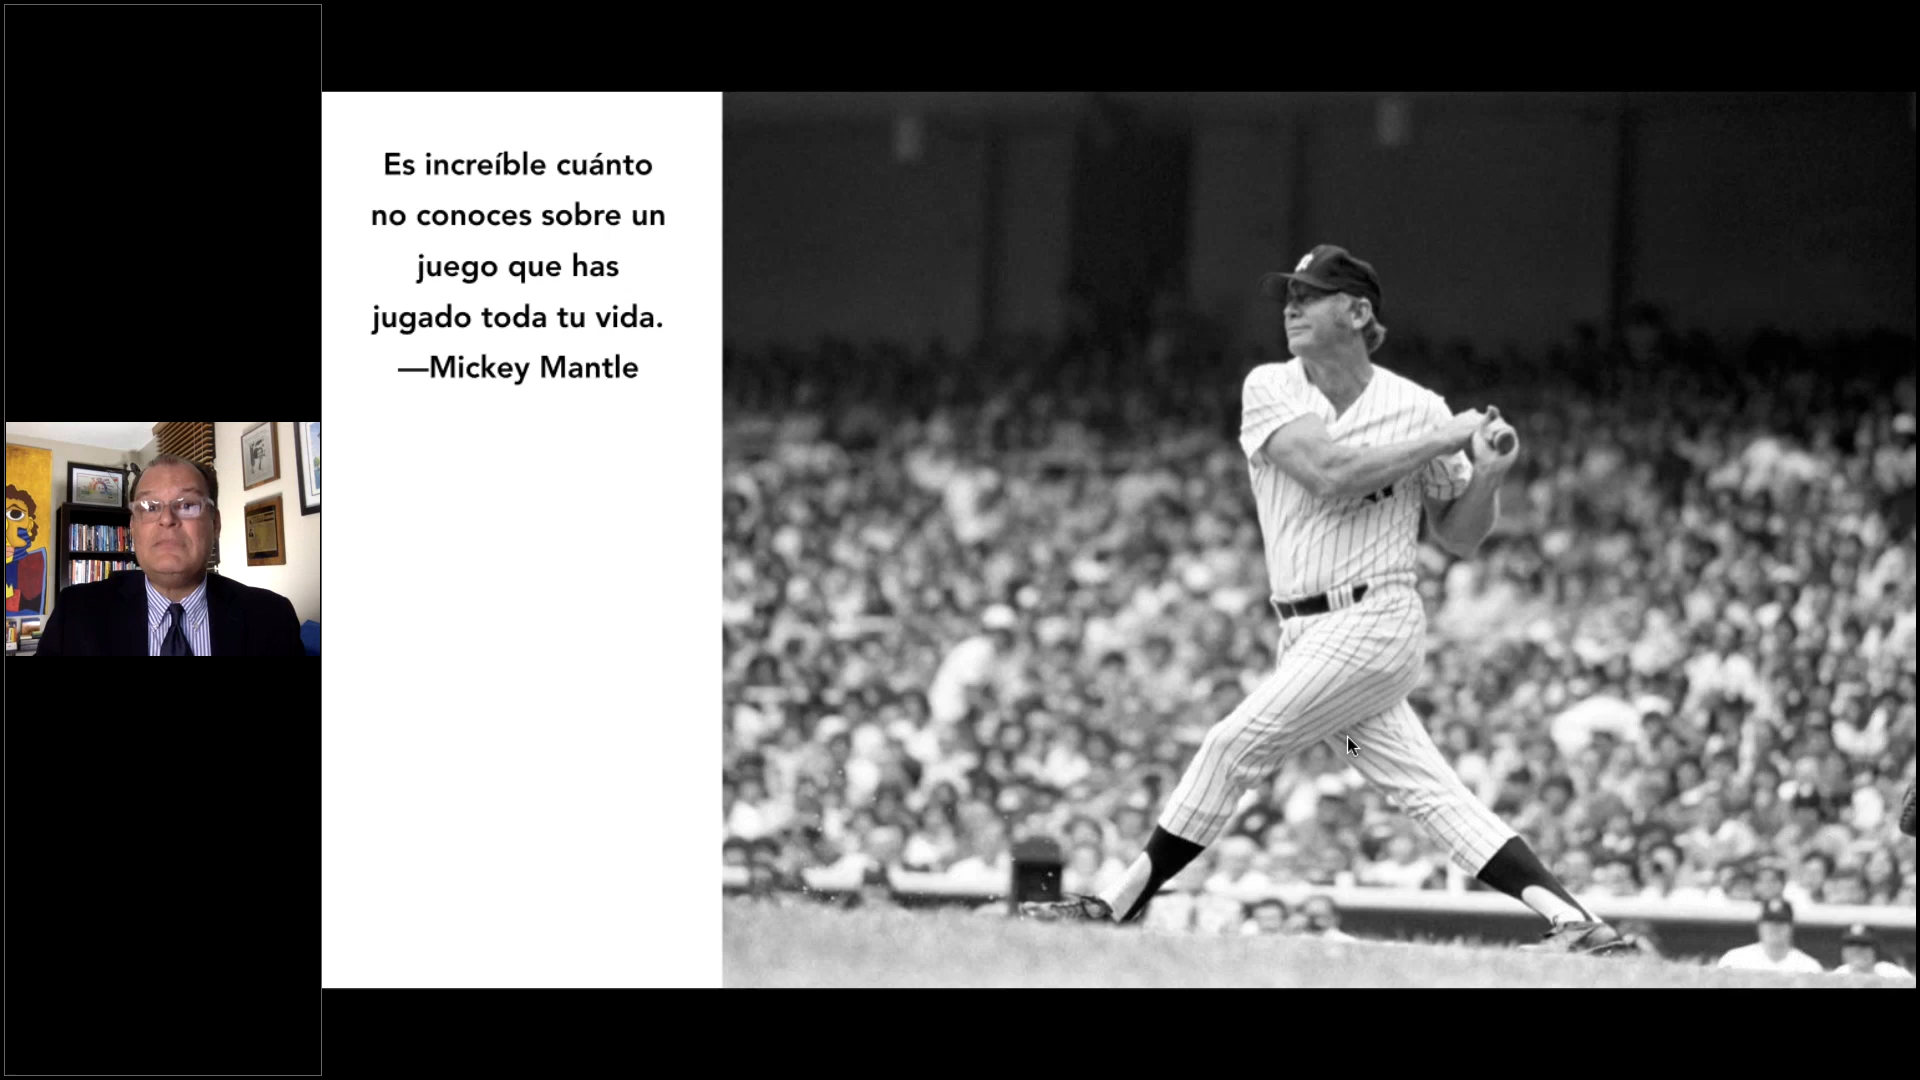 Es increíble cuánto
no conoces sobre un
juego que has
jugado toda tu vida.
—Mickey Mantle